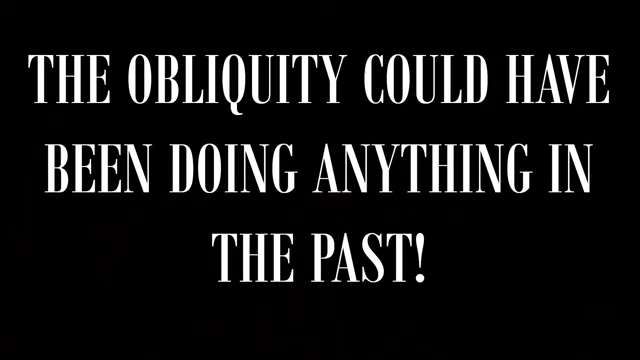 THE OBLIQUITY COULD HAVE
BEEN DOING ANYTHING IN
THE PAST!